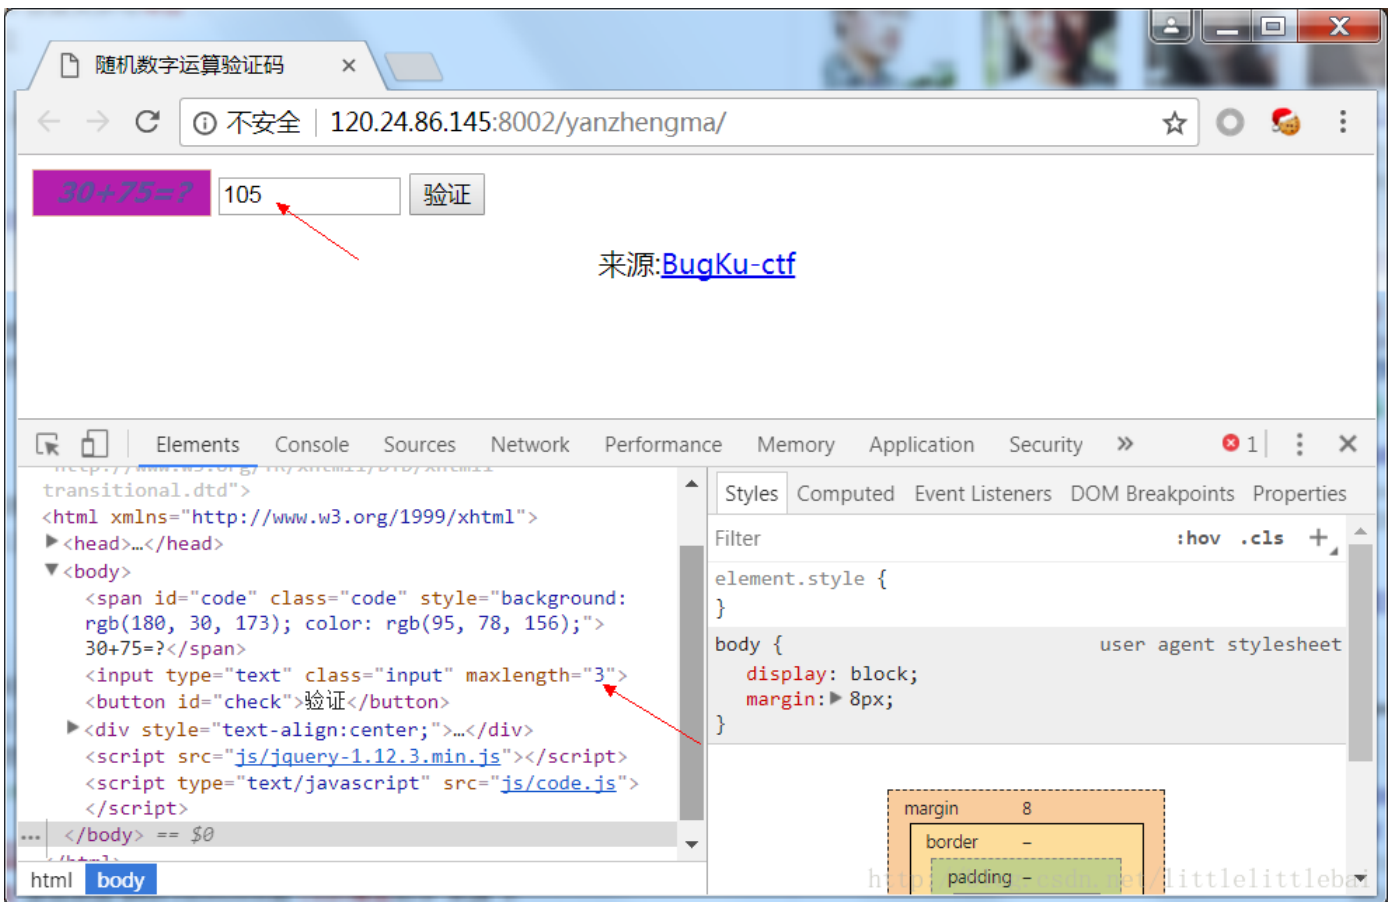 随机数字运算验证码
不安全 120.24.86.145:8002/yanzhengma/
30+75=? 105 验证
来源:BugKu-ctf
Elements Console Sources Network Performance Memory Application Security » 1
transitional.dtd">
<html xmlns="http://www.w3.org/1999/xhtml">
<head>…</head>
<body>
<span id="code" class="code" style="background:
rgb(180, 30, 173); color: rgb(95, 78, 156);">
30+75=?</span>
<input type="text" class="input" maxlength="3">
<button id="check">验证</button>
<div style="text-align:center;">…</div>
<script src="js/jquery-1.12.3.min.js"></script>
<script type="text/javascript" src="js/code.js">
</script>
… </body> == $0
html body
Styles Computed Event Listeners DOM Breakpoints Properties
Filter :hov .cls +
element.style {
}
body { user agent stylesheet
display: block;
margin: 8px;
}
margin 8
border –
padding –